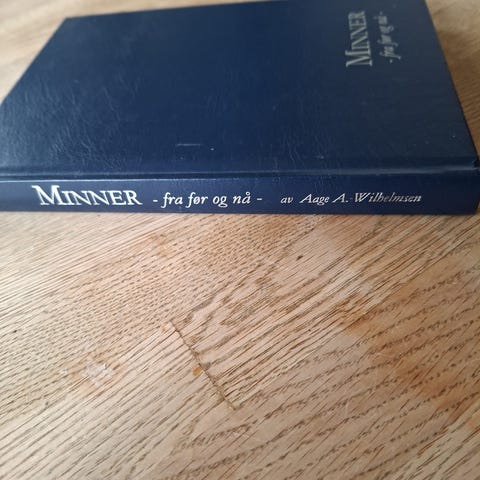 MINNER
- fra før og nå -
MINNER - fra før og nå - av Aage A. Wilhelmsen